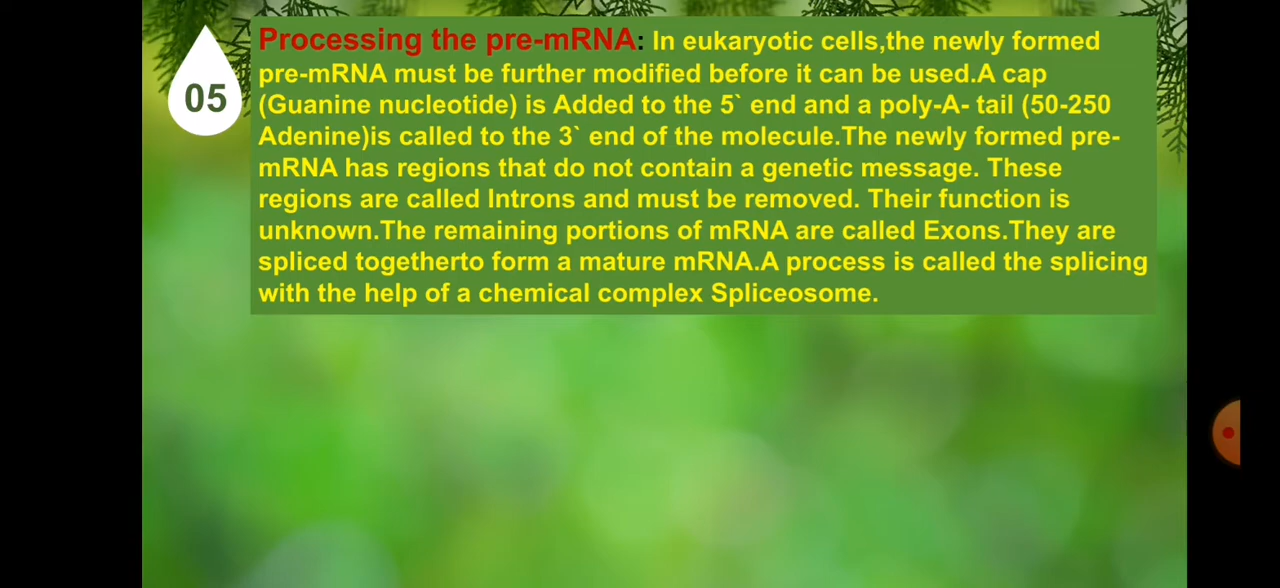 05
Processing the pre-mRNA: In eukaryotic cells,the newly formed
pre-mRNA must be further modified before it can be used.A cap
(Guanine nucleotide) is Added to the 5` end and a poly-A- tail (50-250
Adenine)is called to the 3` end of the molecule.The newly formed pre-
mRNA has regions that do not contain a genetic message. These
regions are called Introns and must be removed. Their function is
unknown.The remaining portions of mRNA are called Exons.They are
spliced togetherto form a mature mRNA.A process is called the splicing
with the help of a chemical complex Spliceosome.